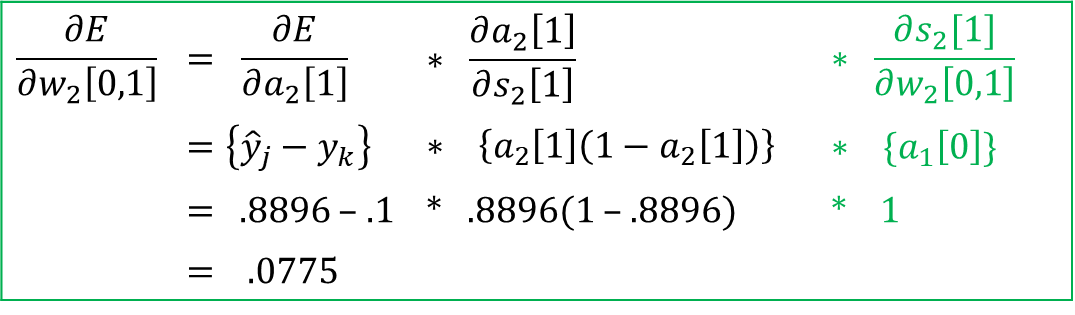 ∂E/∂w₂[0,1] = ∂E/∂a₂[1] * ∂a₂[1]/∂s₂[1] * ∂s₂[1]/∂w₂[0,1]
= {ŷⱼ − yₖ} * {a₂[1](1 − a₂[1])} * {a₁[0]}
= .8896 – .1 * .8896(1 – .8896) * 1
= .0775